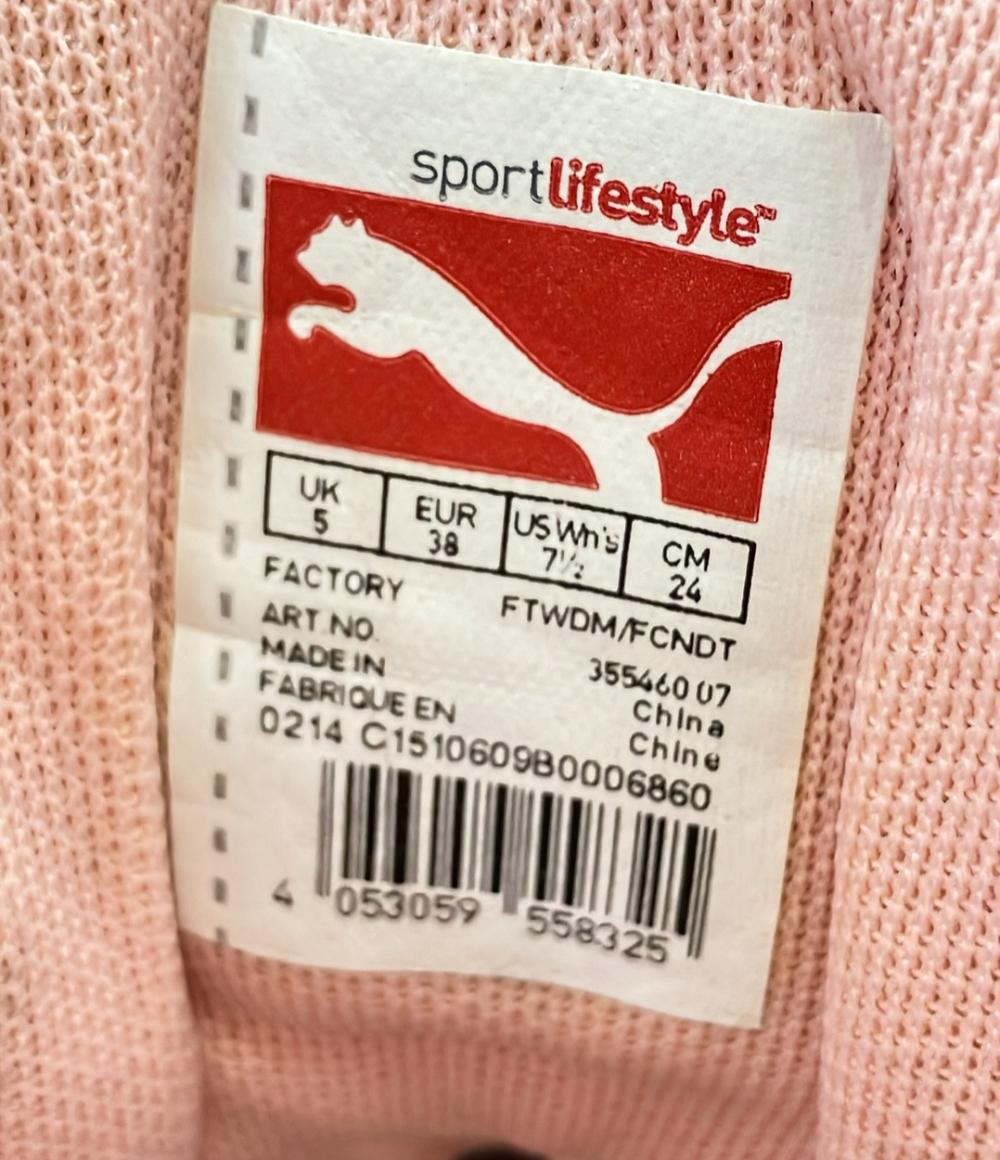 sportlifestyle™
UK EUR US Wn's CM
5 38 7½ 24
FACTORY FTWDM/FCNDT
ART.NO. 355460 07
MADE IN China
FABRIQUE EN Chine
0214 C1510609B0006860
4 053059 558325